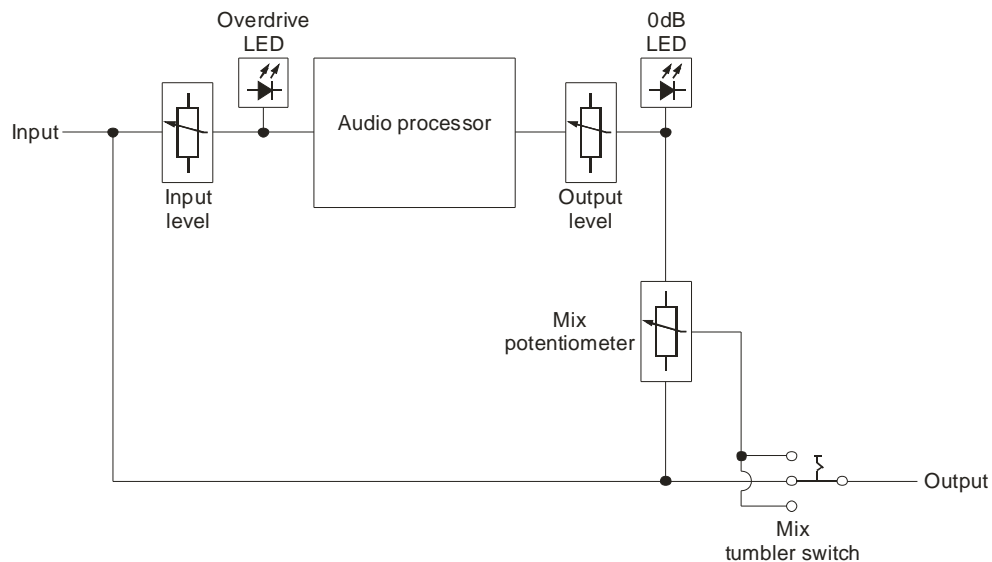 Overdrive
LED
0dB
LED
Input
Audio processor
Input
level
Output
level
Mix
potentiometer
Output
Mix
tumbler switch